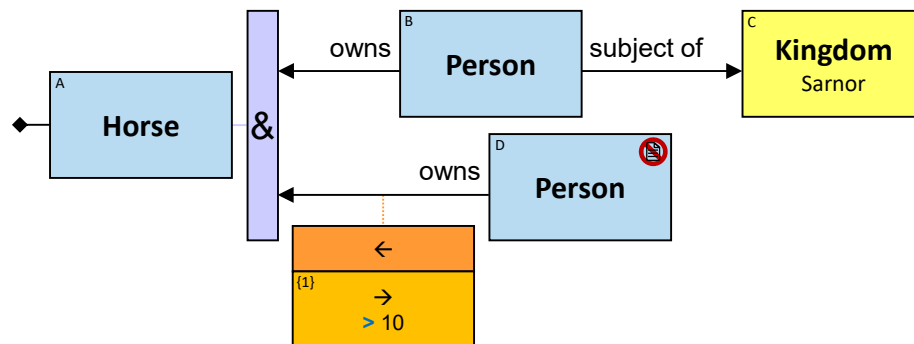 A
Horse
&
owns
B
Person
subject of
C
Kingdom
Sarnor
owns
D
Person
←
{1}
→
> 10